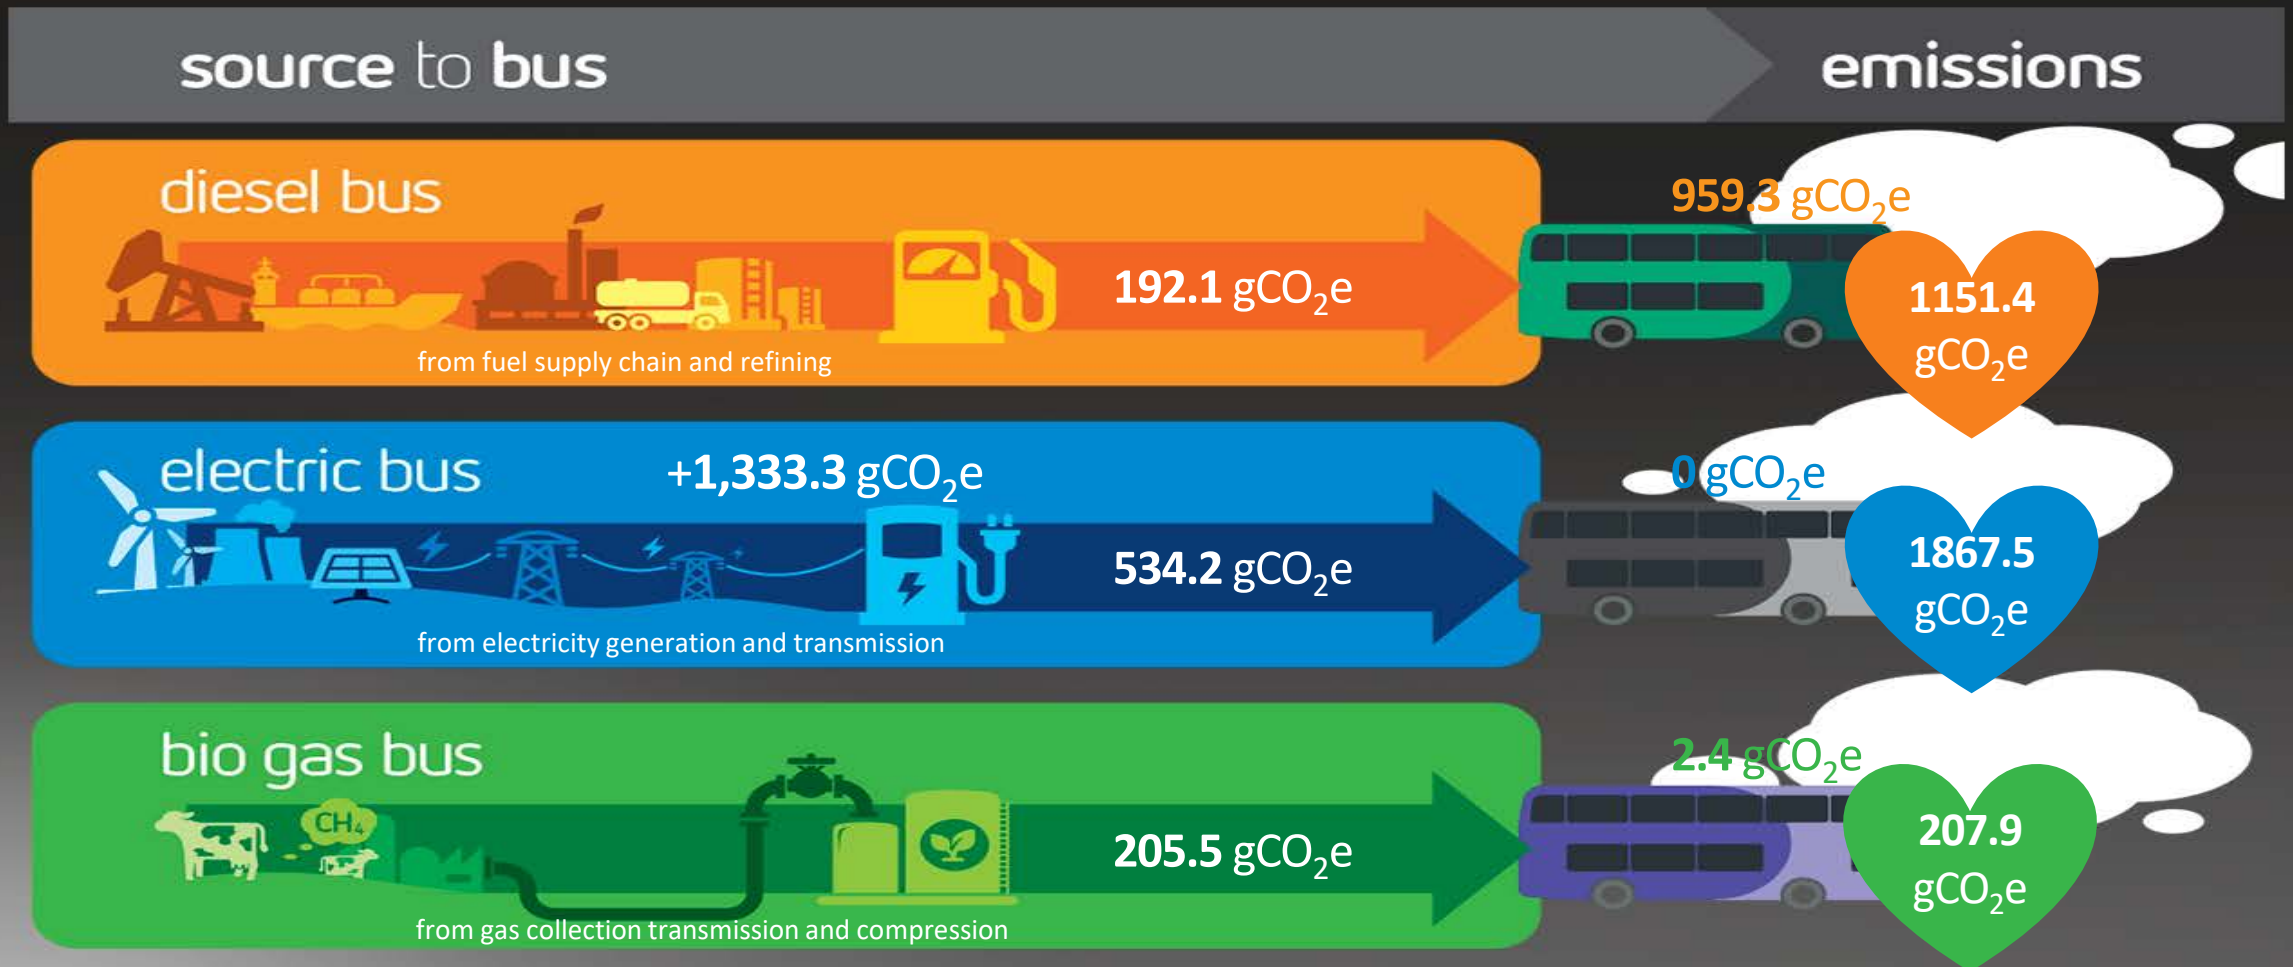 source to bus
emissions
diesel bus
959.3 gCO₂e
192.1 gCO₂e
1151.4
gCO₂e
from fuel supply chain and refining
electric bus
+1,333.3 gCO₂e
0 gCO₂e
534.2 gCO₂e
1867.5
gCO₂e
from electricity generation and transmission
bio gas bus
2.4 gCO₂e
CH₄
205.5 gCO₂e
207.9
gCO₂e
from gas collection transmission and compression